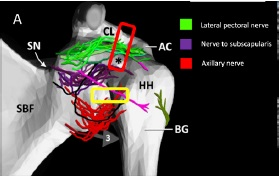 A
CL
Lateral pectoral nerve
SN
AC
Nerve to subscapularis
*
Axillary nerve
HH
SBF
3
BG